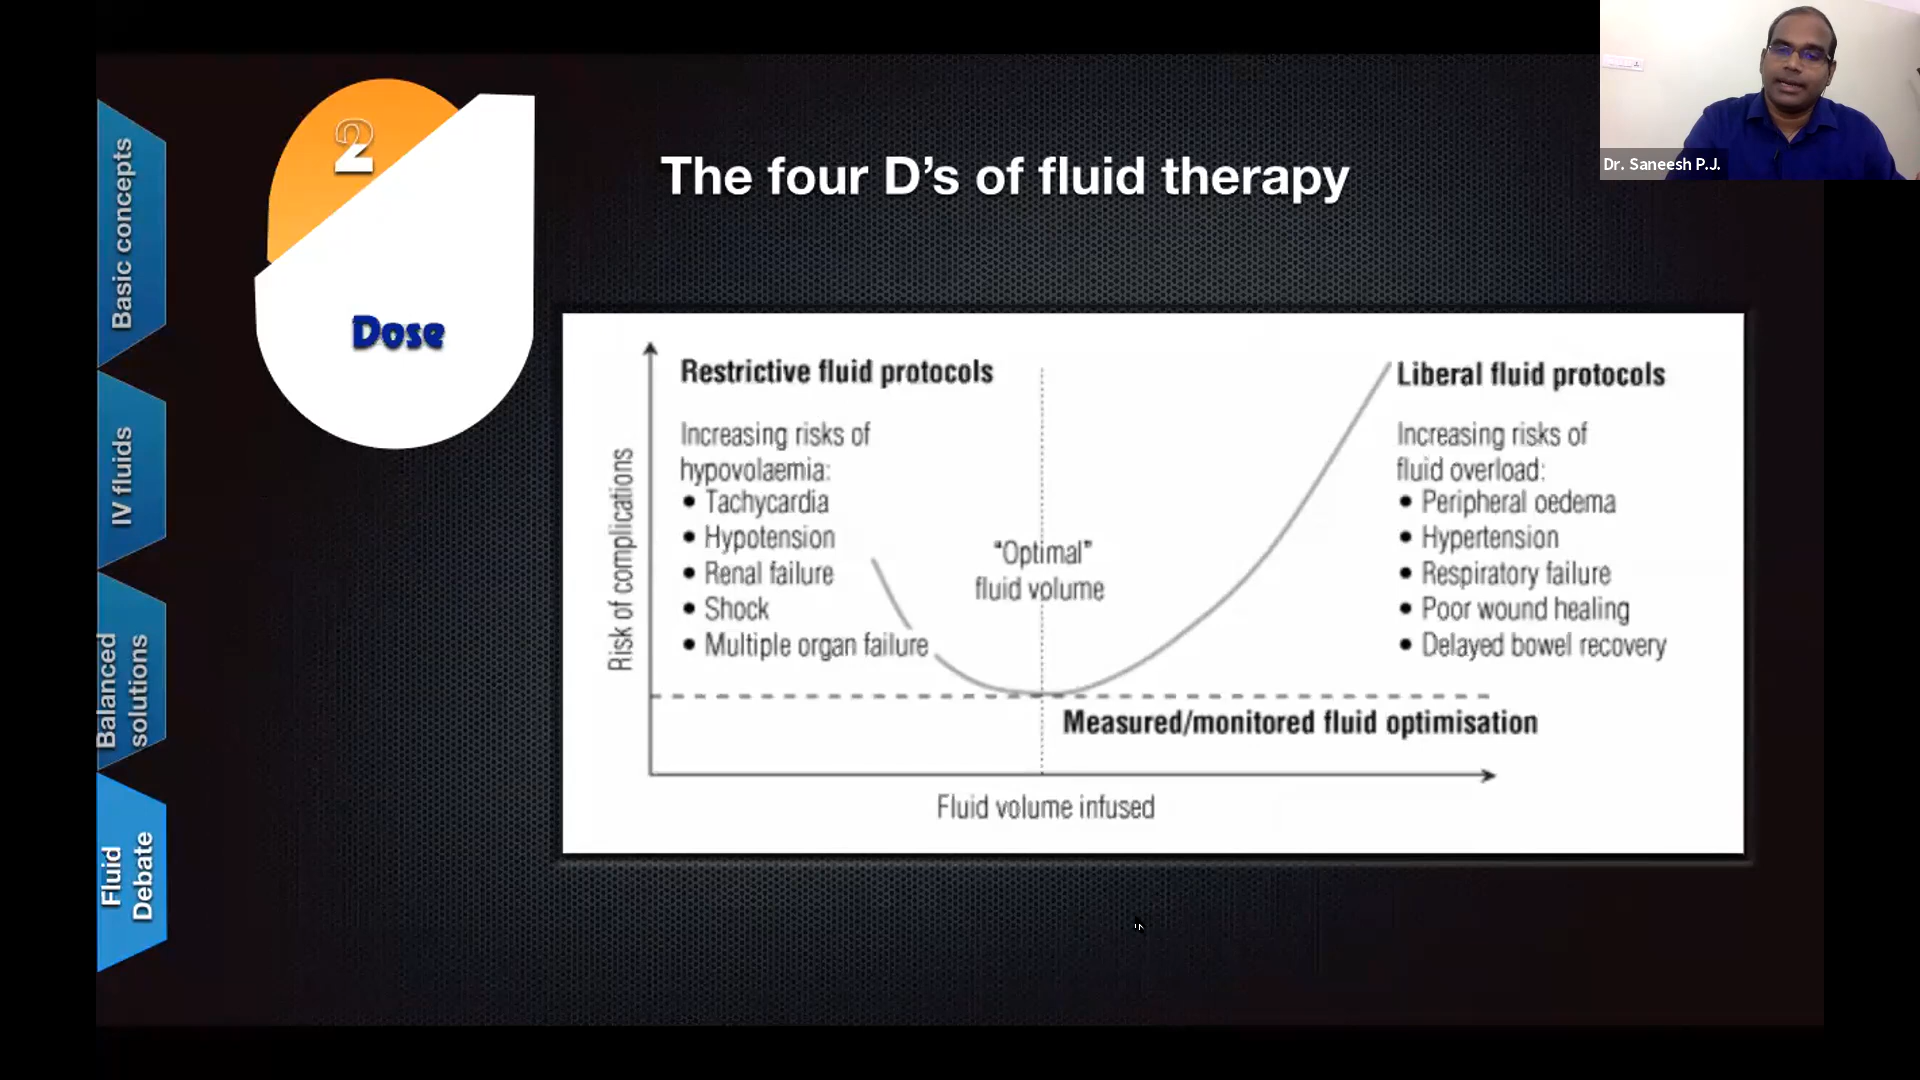 Dr. Saneesh P.J.
2
The four D’s of fluid therapy
Dose
Basic concepts
IV fluids
Balanced
solutions
Fluid
Debate
Restrictive fluid protocols
Increasing risks of
hypovolaemia:
• Tachycardia
• Hypotension
• Renal failure
• Shock
• Multiple organ failure
“Optimal”
fluid volume
Liberal fluid protocols
Increasing risks of
fluid overload:
• Peripheral oedema
• Hypertension
• Respiratory failure
• Poor wound healing
• Delayed bowel recovery
Risk of complications
Measured/monitored fluid optimisation
Fluid volume infused